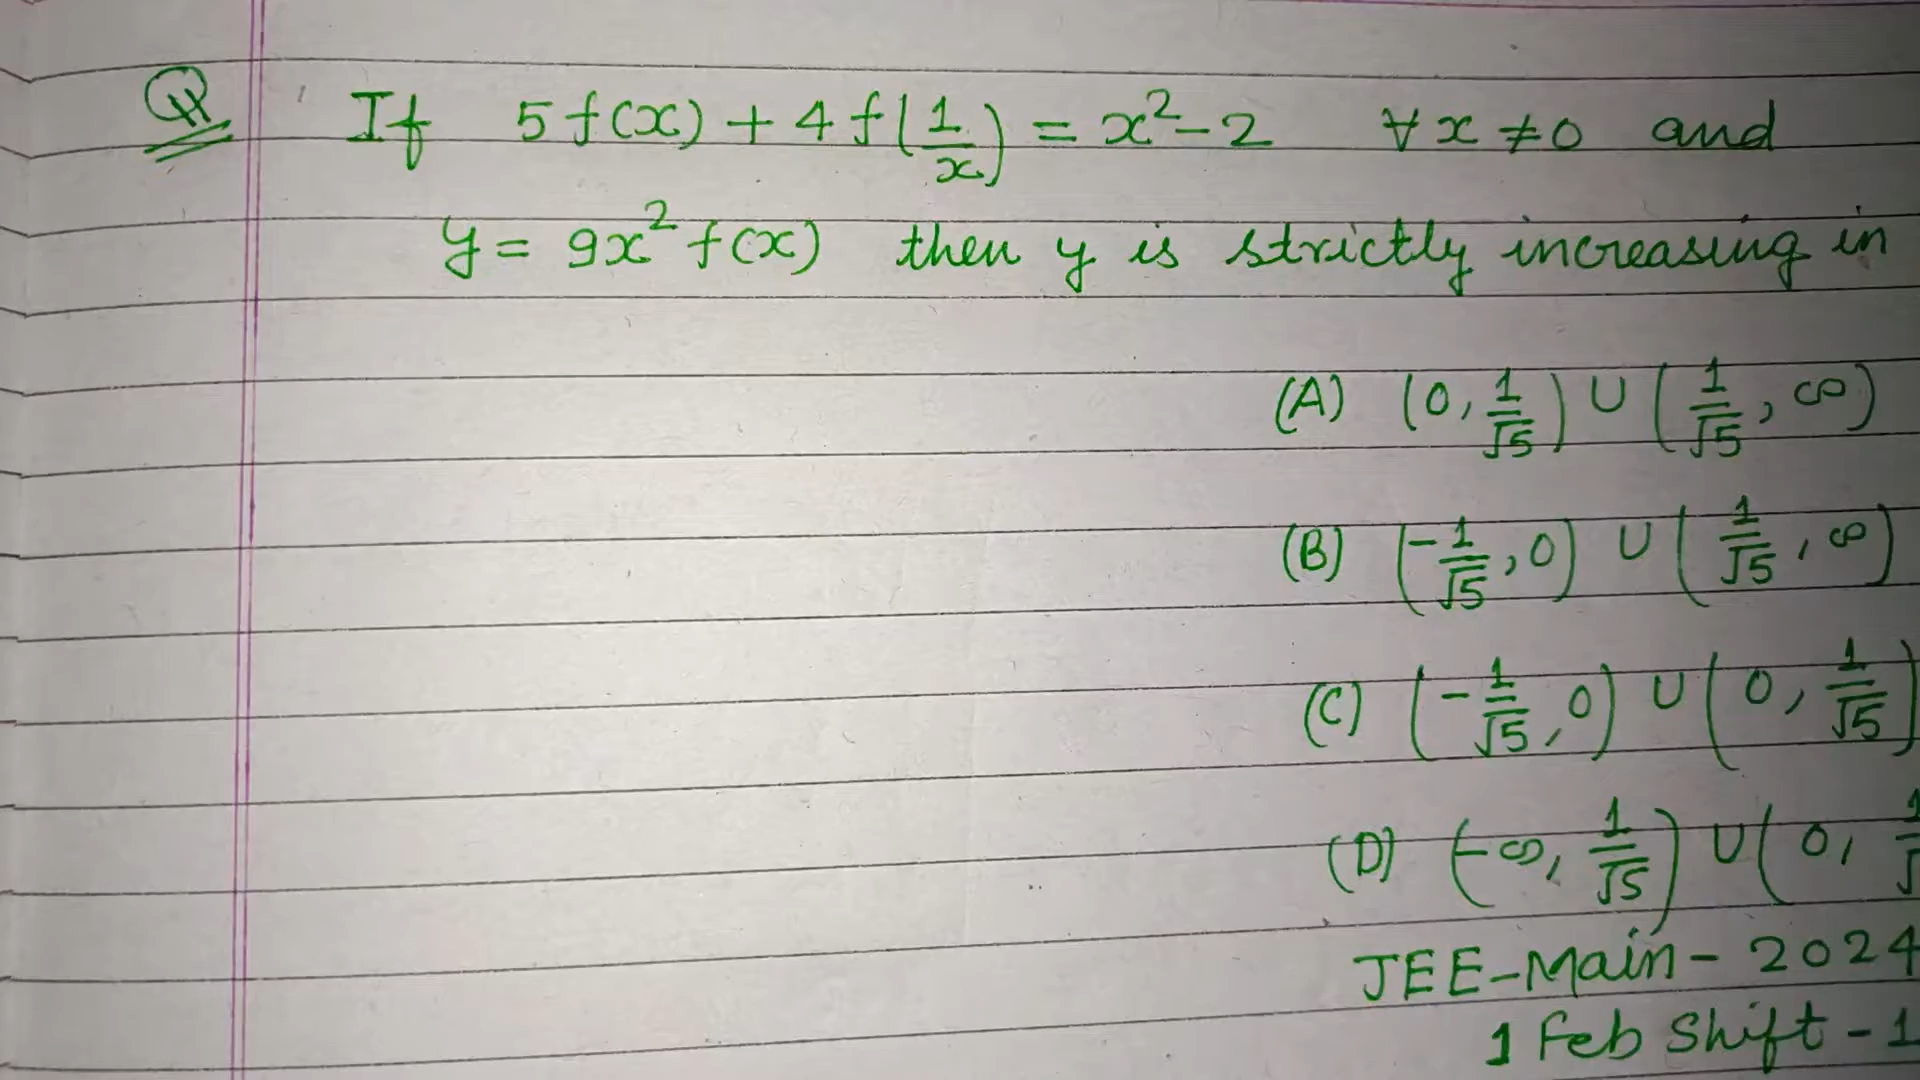 Q If 5f(x) + 4f(1/x) = x² - 2 ∀ x ≠ 0 and
y = 9x² f(x) then y is strictly increasing in
(A) (0, 1/√5) ∪ (1/√5, ∞)
(B) (-1/√5, 0) ∪ (1/√5, ∞)
(C) (-1/√5, 0) ∪ (0, 1/√5)
(D) (-∞, 1/√5) ∪ (0, 1/√
JEE-Main-2024
1 Feb Shift-1